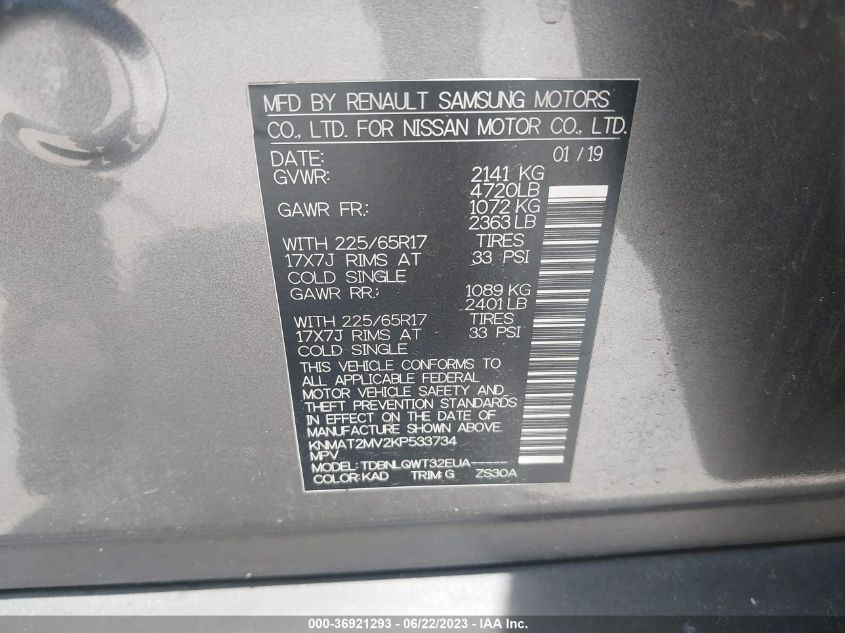 MFD BY RENAULT SAMSUNG MOTORS
CO., LTD. FOR NISSAN MOTOR CO., LTD.
DATE: 01 / 19
GVWR: 2141 KG
4720LB
GAWR FR.: 1072 KG
2363 LB
WITH 225/65R17 TIRES
17X7J RIMS AT 33 PSI
COLD SINGLE
GAWR RR.: 1089 KG
2401 LB
WITH 225/65R17 TIRES
17X7J RIMS AT 33 PSI
COLD SINGLE
THIS VEHICLE CONFORMS TO
ALL APPLICABLE FEDERAL
MOTOR VEHICLE SAFETY AND
THEFT PREVENTION STANDARDS
IN EFFECT ON THE DATE OF
MANUFACTURE SHOWN ABOVE.
KNMAT2MV2KP533734
MPV
MODEL: TDBNLQWT32EUA-----
COLOR:KAD TRIM:G ZS30A
000-36921293 - 06/22/2023 - © Copyright IAA, LLC